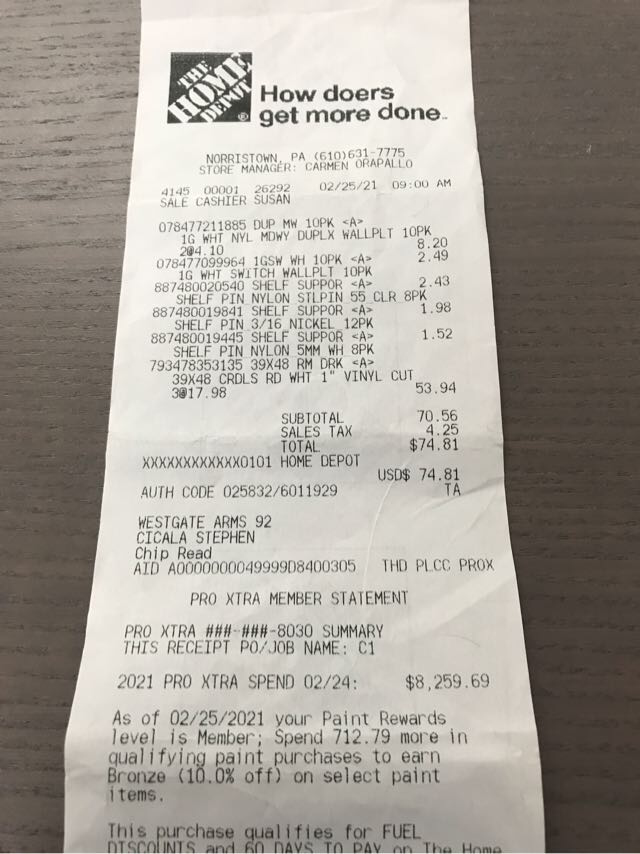 THE
HOME
DEPOT
®
How doers
get more done™
NORRISTOWN, PA (610)631-7775
STORE MANAGER: CARMEN ORAPALLO
4145 00001 26292 02/25/21 09:00 AM
SALE CASHIER SUSAN
078477211885 DUP MW 10PK <A>
1G WHT NYL MDWY DUPLX WALLPLT 10PK
2@4.10 8.20
078477099964 1GSW WH 10PK <A> 2.49
1G WHT SWITCH WALLPLT 10PK
887480020540 SHELF SUPPOR <A> 2.43
SHELF PIN NYLON STLPIN 55 CLR 8PK
887480019841 SHELF SUPPOR <A> 1.98
SHELF PIN 3/16 NICKEL 12PK
887480019445 SHELF SUPPOR <A> 1.52
SHELF PIN NYLON 5MM WH 8PK
793478353135 39X48 RM DRK <A>
39X48 CRDLS RD WHT 1" VINYL CUT
3@17.98 53.94
SUBTOTAL 70.56
SALES TAX 4.25
TOTAL $74.81
XXXXXXXXXXXX0101 HOME DEPOT
USD$ 74.81
AUTH CODE 025832/6011929 TA
WESTGATE ARMS 92
CICALA STEPHEN
Chip Read
AID A0000000049999D8400305 THD PLCC PROX
PRO XTRA MEMBER STATEMENT
PRO XTRA ###-###-8030 SUMMARY
THIS RECEIPT PO/JOB NAME: C1
2021 PRO XTRA SPEND 02/24: $8,259.69
As of 02/25/2021 your Paint Rewards
level is Member; Spend 712.79 more in
qualifying paint purchases to earn
Bronze (10.0% off) on select paint
items.
This purchase qualifies for FUEL
DISCOUNTS and 60 DAYS TO PAY on The Home